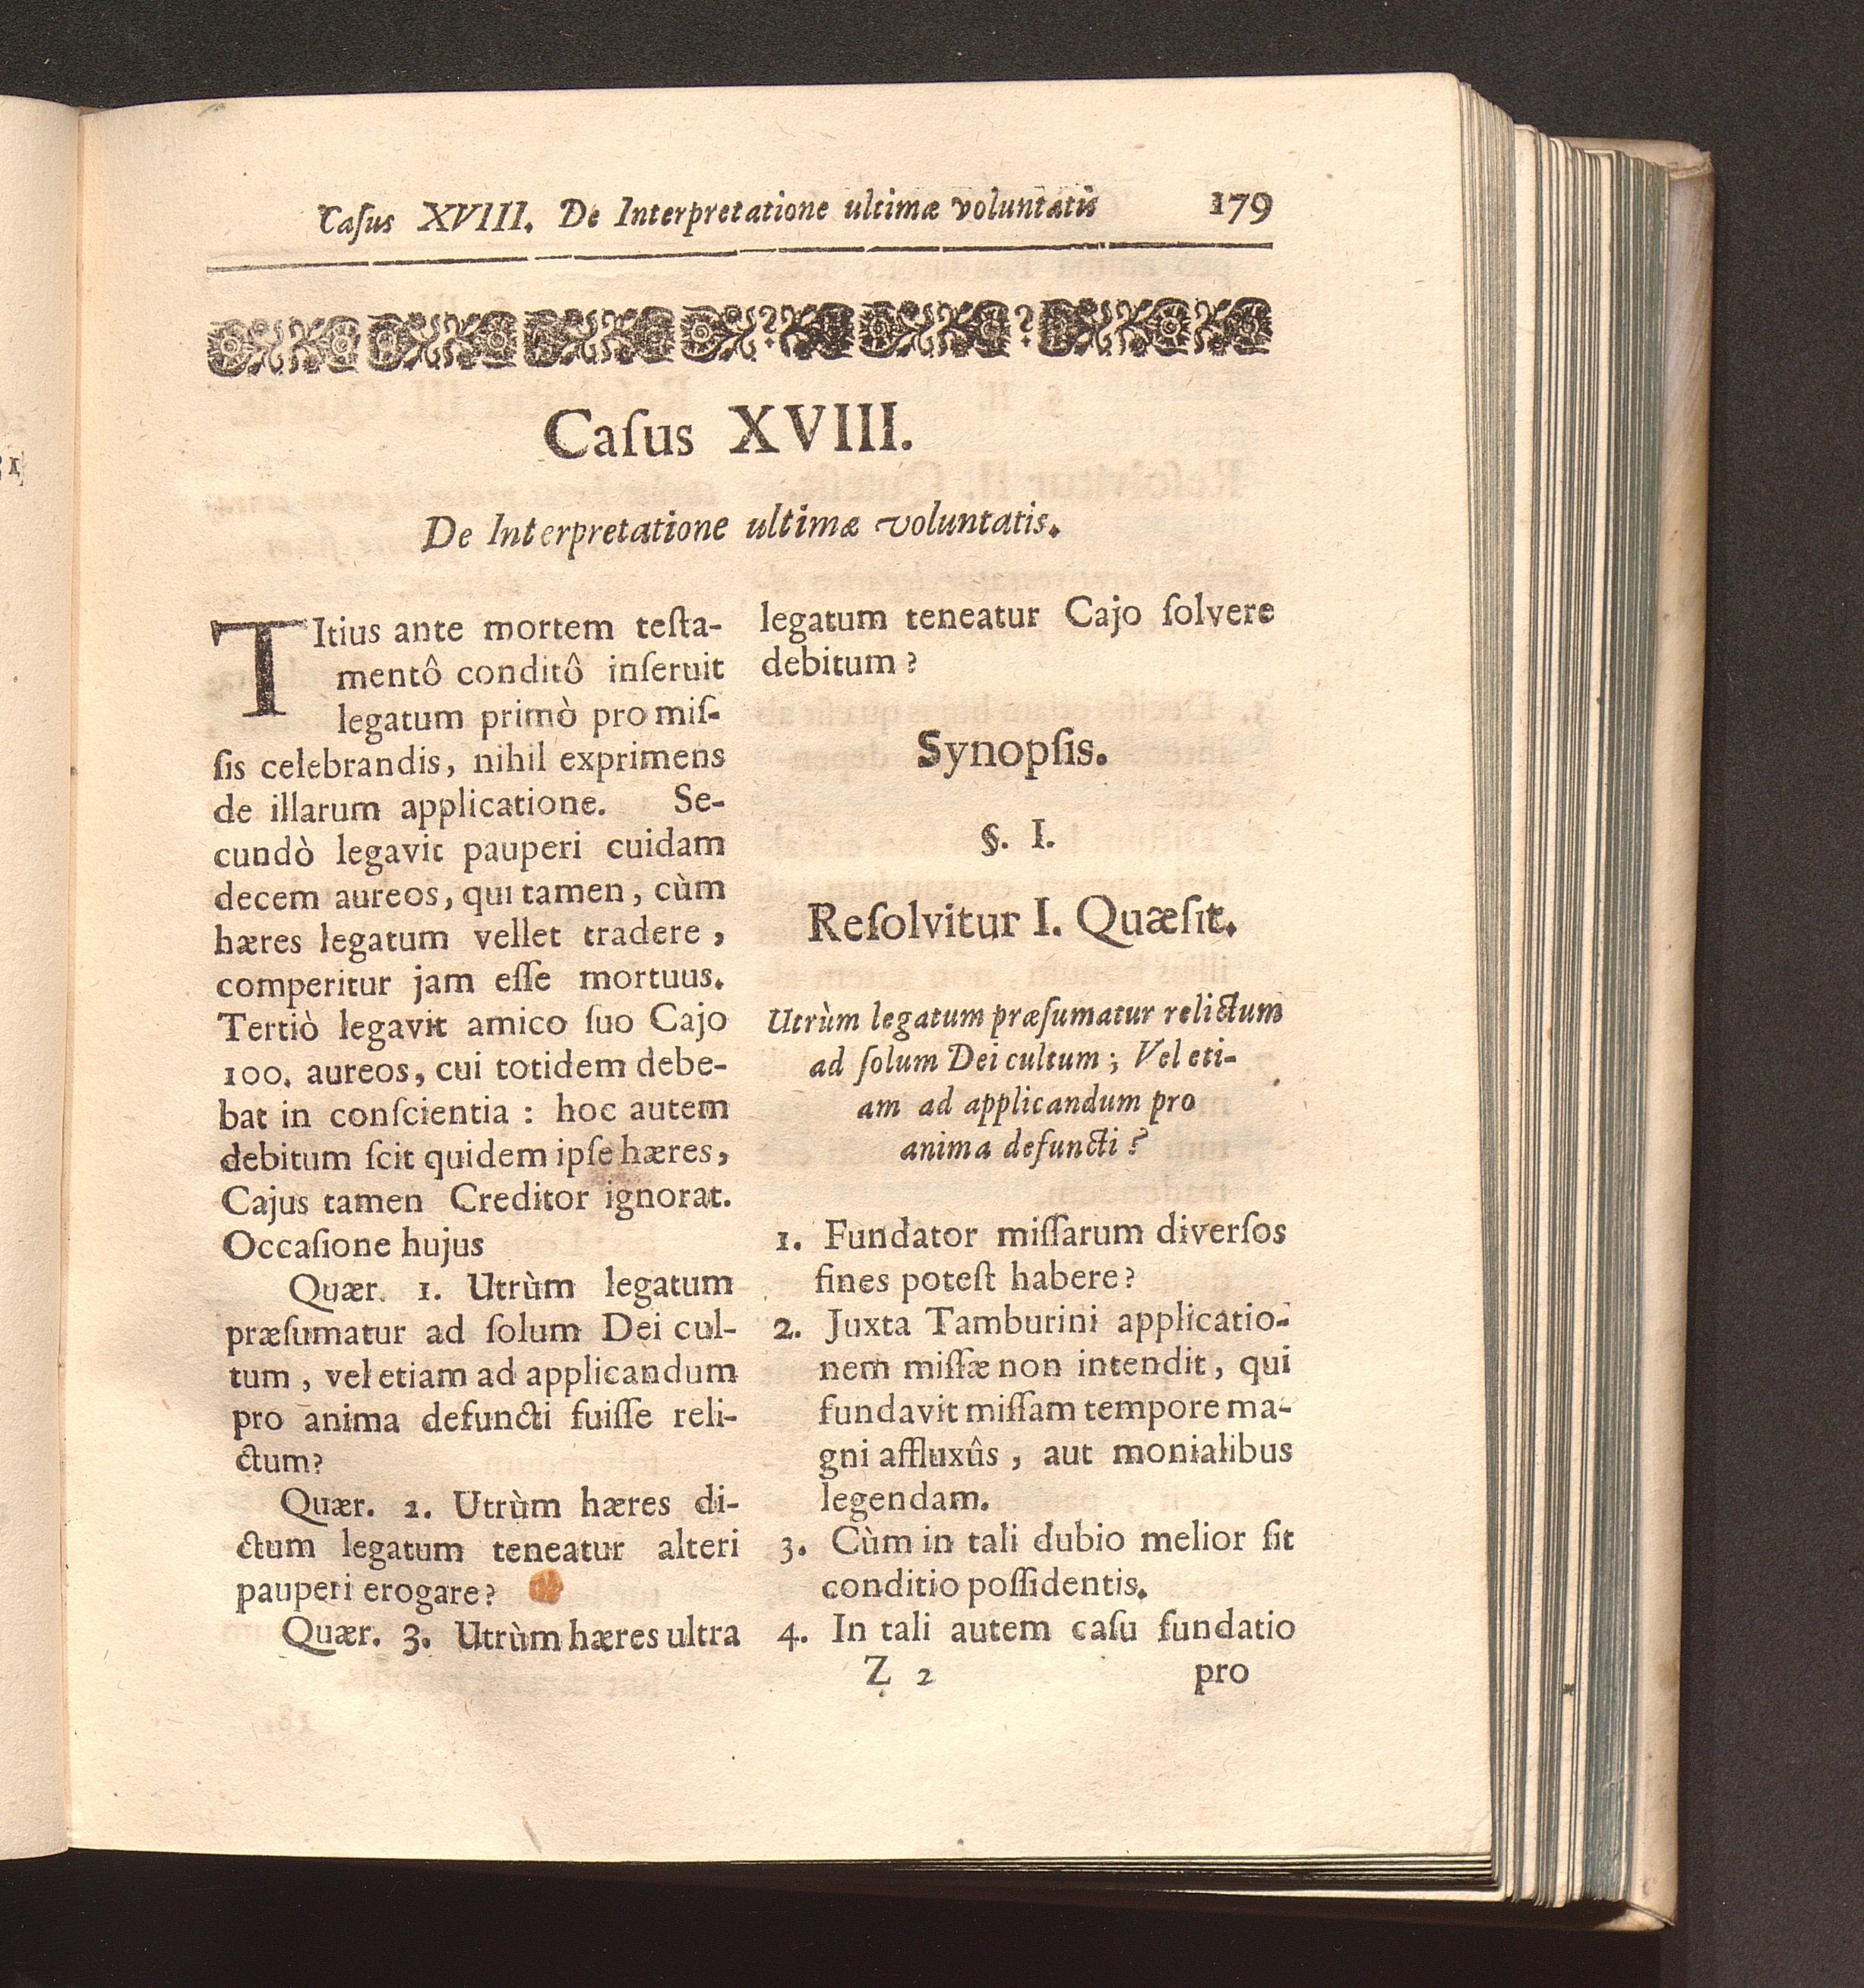 Caſus XVIII. De Interpretatione ultimæ voluntatis 179
Caſus XVIII.
De Interpretatione ultimæ voluntatis.
TItius ante mortem teſta-
mentô conditô inſeruit
legatum primò pro miſ-
ſis celebrandis, nihil exprimens
de illarum applicatione. Se-
cundò legavit pauperi cuidam
decem aureos, qui tamen, cùm
hæres legatum vellet tradere,
comperitur jam eſſe mortuus.
Tertiò legavit amico ſuo Cajo
100. aureos, cui totidem debe-
bat in conſcientia : hoc autem
debitum ſcit quidem ipſe hæres,
Cajus tamen Creditor ignorat.
Occaſione hujus
Quær. 1. Utrùm legatum
præſumatur ad ſolum Dei cul-
tum, vel etiam ad applicandum
pro anima defuncti fuiſſe reli-
ctum?
Quær. 2. Utrùm hæres di-
ctum legatum teneatur alteri
pauperi erogare?
Quær. 3. Utrùm hæres ultra
legatum teneatur Cajo ſolvere
debitum?
Synopſis.
§. I.
Reſolvitur I. Quæſit.
Utrùm legatum præſumatur relictum
ad ſolum Dei cultum; Vel eti-
am ad applicandum pro
anima defuncti?
1. Fundator miſſarum diverſos
fines poteſt habere?
2. Juxta Tamburini applicatio-
nem miſſæ non intendit, qui
fundavit miſſam tempore ma-
gni affluxûs, aut monialibus
legendam.
3. Cùm in tali dubio melior ſit
conditio poſſidentis.
4. In tali autem caſu fundatio
Z 2 pro